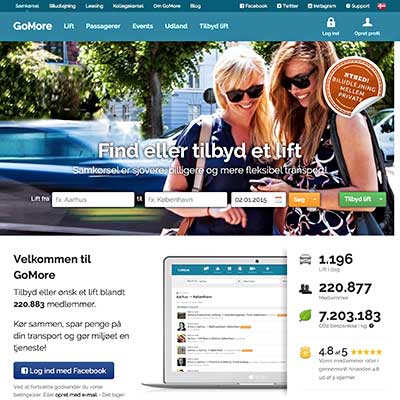 Samkørsel Biludlejning Leasing Kollegakørsel Om GoMore Blog Facebook Twitter Instagram Support
GoMore Lift Passagerer Events Udland Tilbyd lift Log ind Opret profil
NYHED!
BILUDLEJNING
MELLEM
PRIVATE
Find eller tilbyd et lift
Samkørsel er sjovere, billigere og mere fleksibel transport!
Lift fra fx. Aarhus til fx. København 02.01.2015 Søg Tilbyd lift
Velkommen til
GoMore
Tilbyd eller ønsk et lift blandt
220.883 medlemmer.
Kør sammen, spar penge på
din transport og gør miljøet en
tjeneste!
Log ind med Facebook
Ved at fortsætte godkender du vores
betingelser. Eller opret med e-mail. - Det tager
GoMore
Aarhus → København
1.196
Lift i dag
220.877
Medlemmer
7.203.183
CO2 besparelse i kg
4.8 af 5
Vores medlemmer rater i
gennemsnit hinanden 4.8
ud af 5 stjerner.